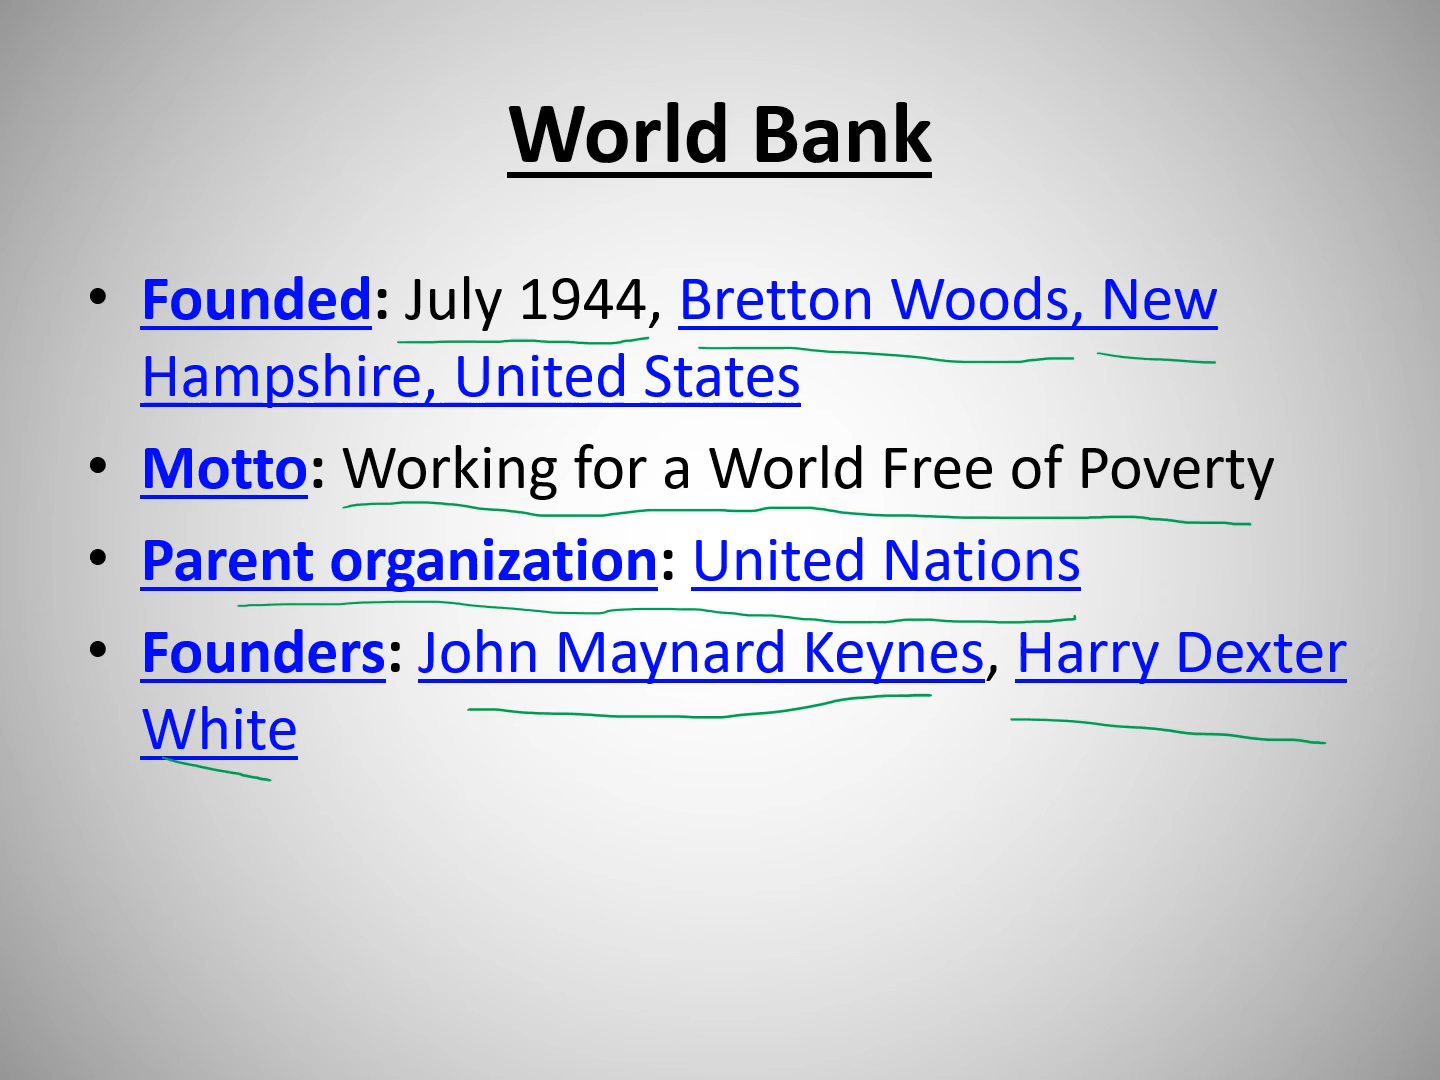 World Bank
• Founded: July 1944, Bretton Woods, New
Hampshire, United States
• Motto: Working for a World Free of Poverty
• Parent organization: United Nations
• Founders: John Maynard Keynes, Harry Dexter
White